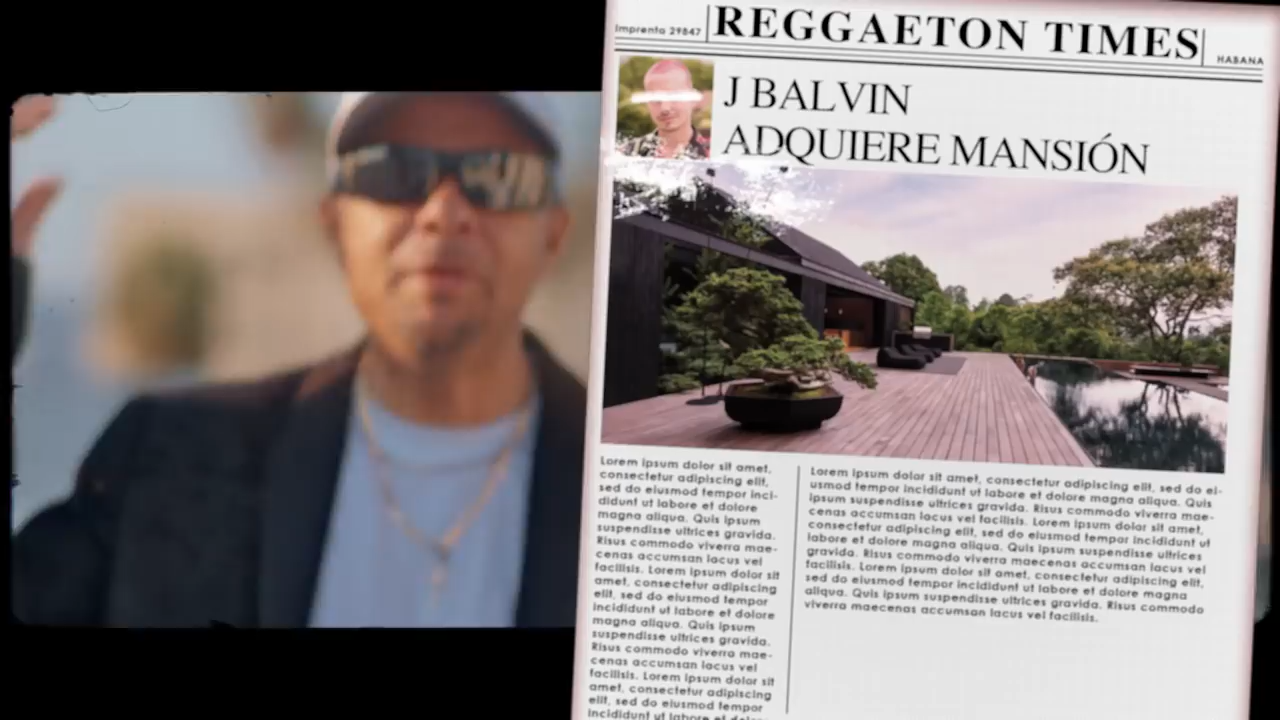 Imprenta 29847
REGGAETON TIMES
HABANA
J BALVIN
ADQUIERE MANSIÓN
Lorem ipsum dolor sit amet,
consectetur adipiscing elit,
sed do eiusmod tempor inci-
didunt ut labore et dolore
magna aliqua. Quis ipsum
suspendisse ultrices gravida.
Risus commodo viverra mae-
cenas accumsan lacus vel
facilisis. Lorem ipsum dolor sit
amet, consectetur adipiscing
elit, sed do eiusmod tempor
incididunt ut labore et dolore
magna aliqua. Quis ipsum
suspendisse ultrices gravida.
Risus commodo viverra mae-
cenas accumsan lacus vel
facilisis. Lorem ipsum dolor sit
amet, consectetur adipiscing
elit, sed do eiusmod tempor
incididunt ut labore et dolore
Lorem ipsum dolor sit amet, consectetur adipiscing elit, sed do ei-
usmod tempor incididunt ut labore et dolore magna aliqua. Quis
ipsum suspendisse ultrices gravida. Risus commodo viverra mae-
cenas accumsan lacus vel facilisis. Lorem ipsum dolor sit amet,
consectetur adipiscing elit, sed do eiusmod tempor incididunt ut
labore et dolore magna aliqua. Quis ipsum suspendisse ultrices
gravida. Risus commodo viverra maecenas accumsan lacus vel
facilisis. Lorem ipsum dolor sit amet, consectetur adipiscing elit,
sed do eiusmod tempor incididunt ut labore et dolore magna
aliqua. Quis ipsum suspendisse ultrices gravida. Risus commodo
viverra maecenas accumsan lacus vel facilisis.